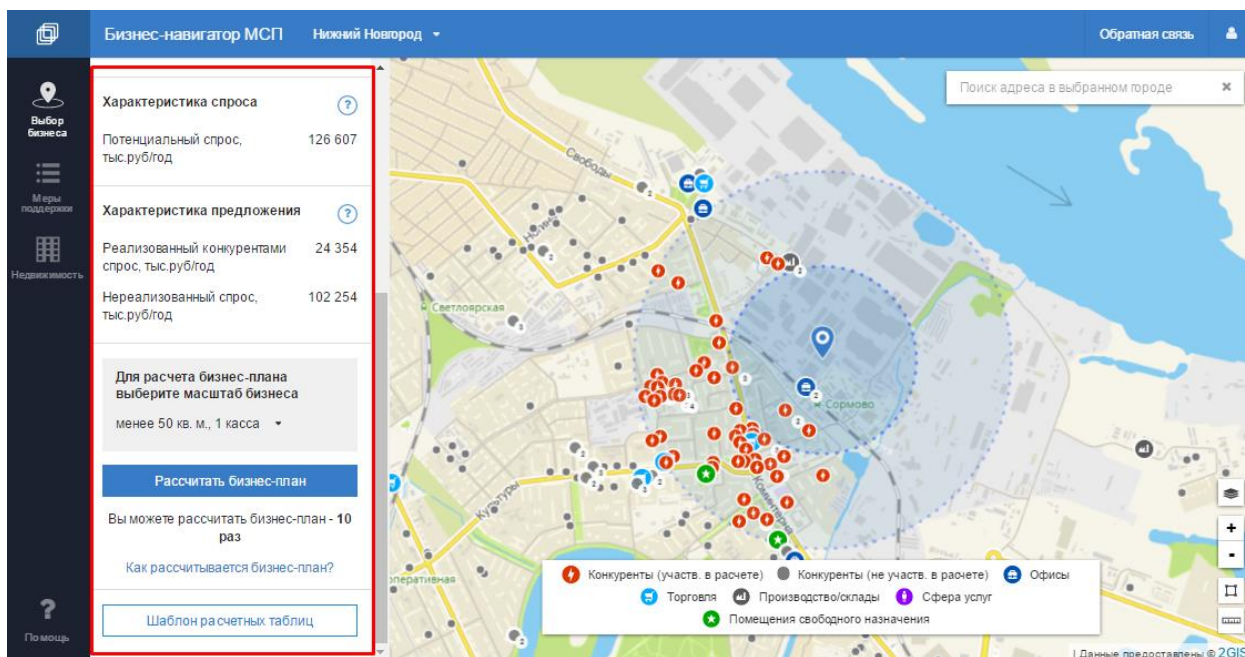 Бизнес-навигатор МСП
Нижний Новгород
Обратная связь
Выбор
бизнеса
Меры
поддержки
Недвижимость
?
Помощь
Характеристика спроса ?
Потенциальный спрос, 126 607
тыс.руб/год
Характеристика предложения ?
Реализованный конкурентами 24 354
спрос, тыс.руб/год
Нереализованный спрос, 102 254
тыс.руб/год
Для расчета бизнес-плана
выберите масштаб бизнеса
менее 50 кв. м., 1 касса
Рассчитать бизнес-план
Вы можете рассчитать бизнес-план - 10
раз
Как рассчитывается бизнес-план?
Шаблон расчетных таблиц
Поиск адреса в выбранном городе
Свободы
Светлоярская
Сормово
Культуры
Коминтерна
оперативная
+
-
Конкуренты (участв. в расчете) Конкуренты (не участв. в расчете) Офисы
Торговля Производство/склады Сфера услуг
Помещения свободного назначения
| Данные предоставлены © 2GIS